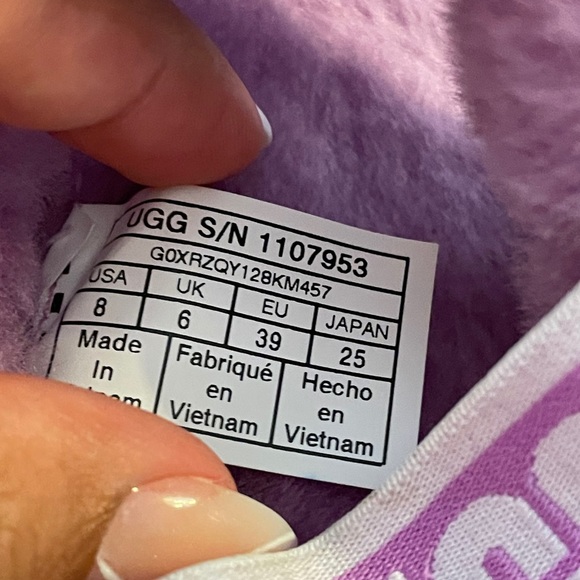 UGG S/N 1107953
G0XRZQY128KM457
USA UK EU JAPAN
8 6 39 25
Made In
Fabriqué en Vietnam
Hecho en Vietnam